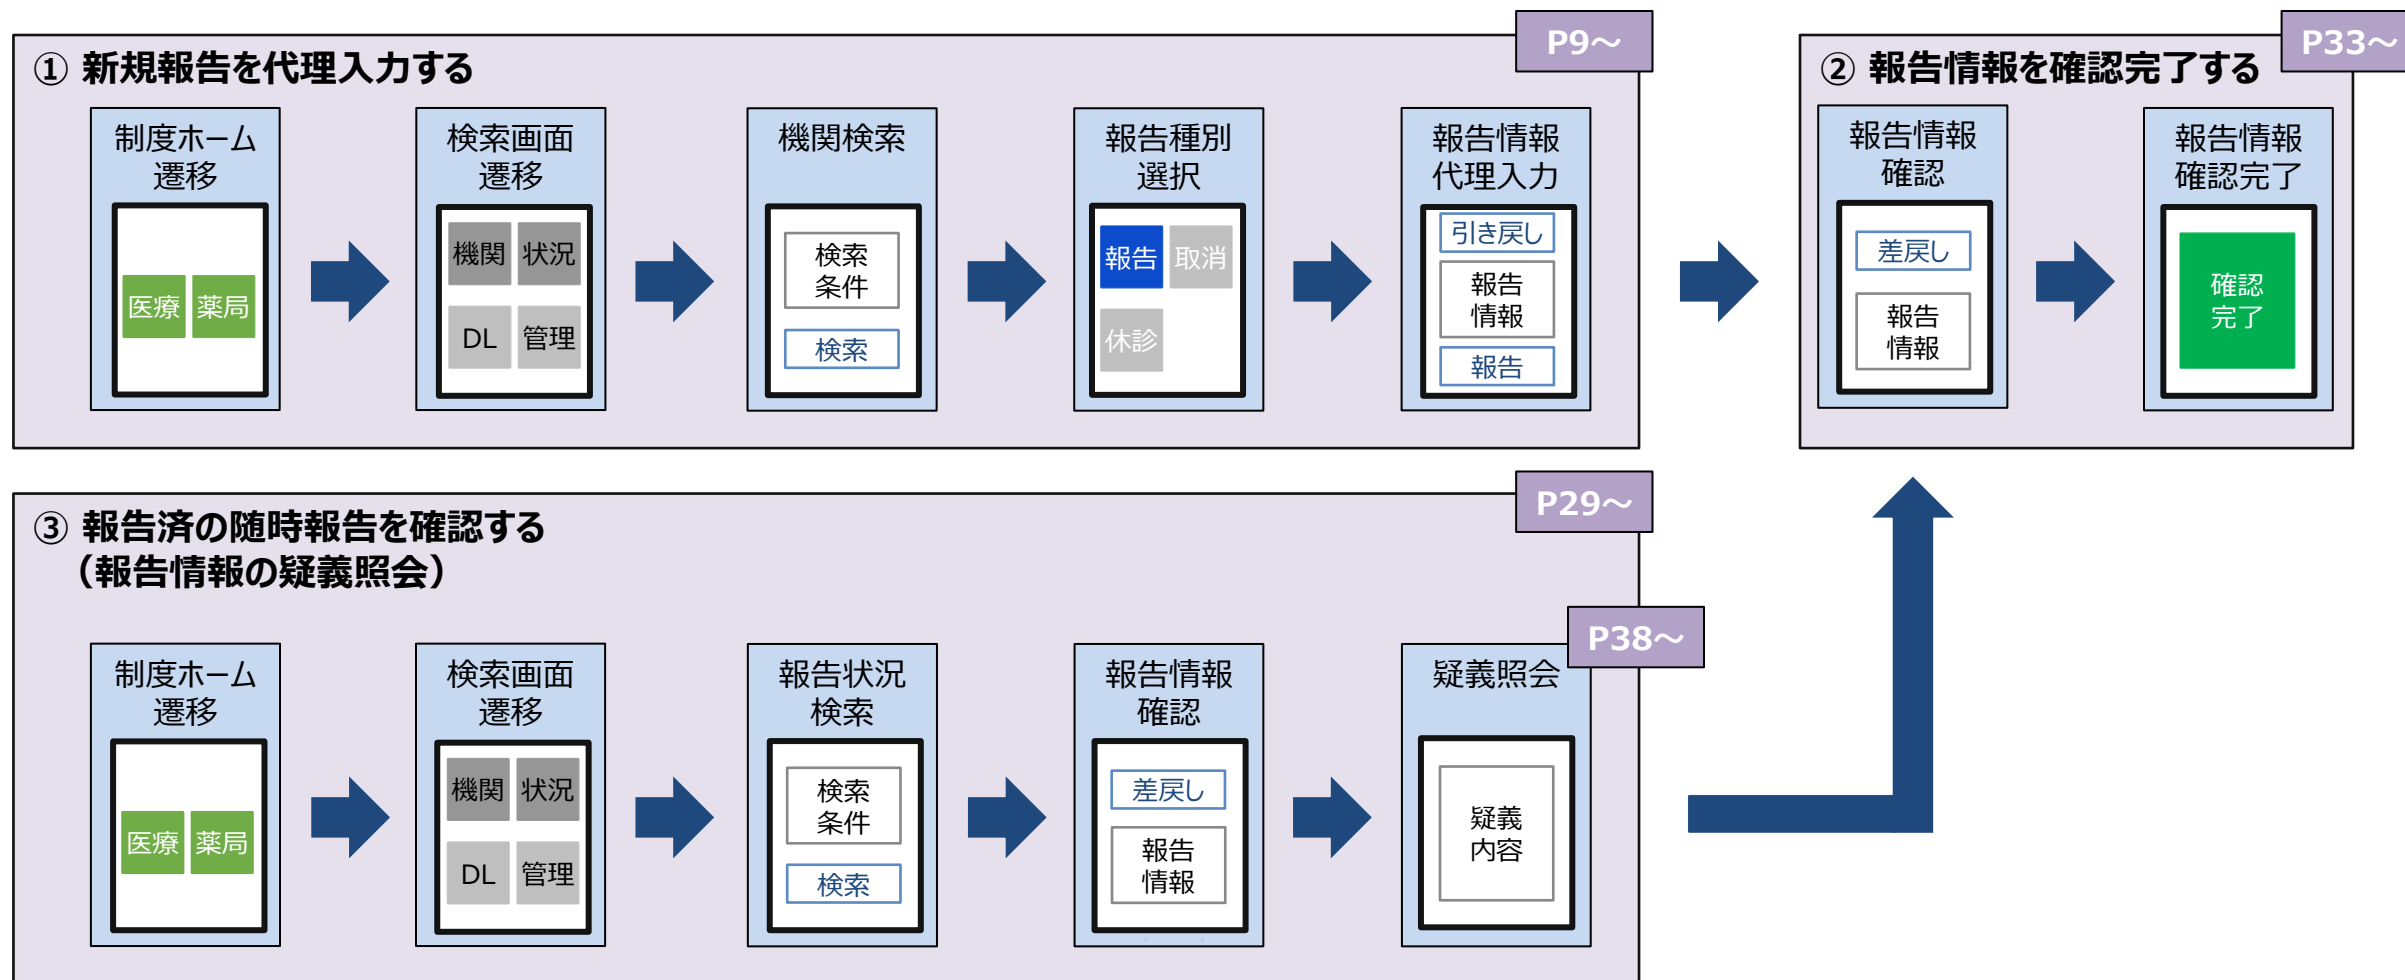 P9～
① 新規報告を代理入力する
制度ホーム
遷移
医療 薬局
検索画面
遷移
機関 状況
DL 管理
機関検索
検索
条件
検索
報告種別
選択
報告 取消
休診
報告情報
代理入力
引き戻し
報告
情報
報告
P33～
② 報告情報を確認完了する
報告情報
確認
差戻し
報告
情報
報告情報
確認完了
確認
完了
P29～
③ 報告済の随時報告を確認する
（報告情報の疑義照会）
P38～
制度ホーム
遷移
医療 薬局
検索画面
遷移
機関 状況
DL 管理
報告状況
検索
検索
条件
検索
報告情報
確認
差戻し
報告
情報
疑義照会
疑義
内容